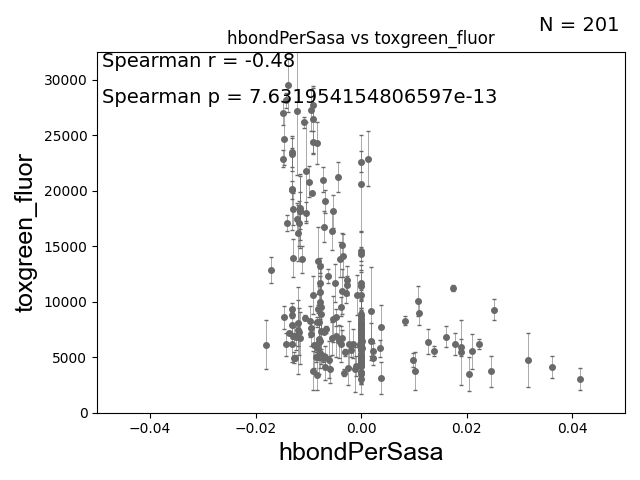 N = 201
hbondPerSasa vs toxgreen_fluor
Spearman r = -0.48
Spearman p = 7.631954154806597e-13
30000
25000
20000
15000
10000
5000
0
toxgreen_fluor
−0.04 −0.02 0.00 0.02 0.04
hbondPerSasa